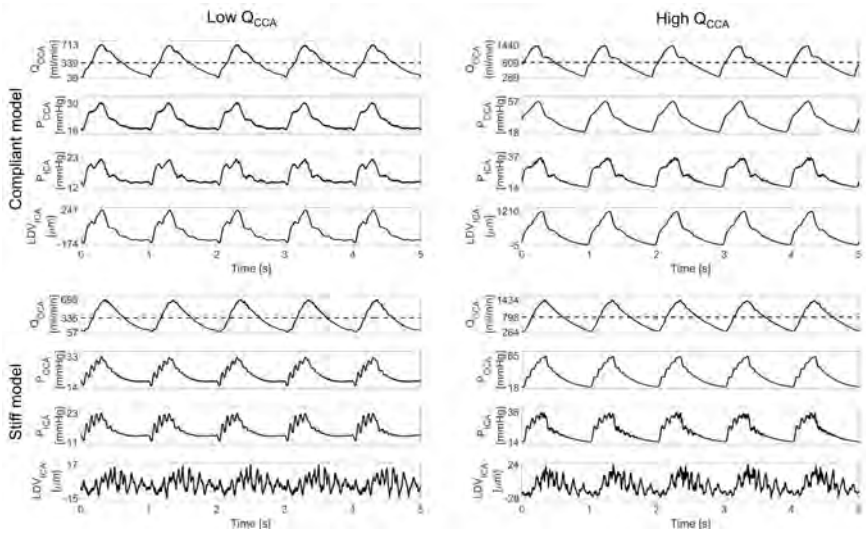 Low Q_CCA
High Q_CCA
Compliant model
Q_CCA [ml/min] 713 339 39
P_CCA [mmHg] 30 16
P_ICA [mmHg] 23 12
LDV_ICA [μm] 241 -174
0 1 2 3 4 5
Time [s]
Q_CCA [ml/min] 1440 609 289
P_CCA [mmHg] 57 18
P_ICA [mmHg] 37 14
LDV_ICA [μm] 1210 -5
0 1 2 3 4 5
Time [s]
Stiff model
Q_CCA [ml/min] 336 57
P_CCA [mmHg] 33 14
P_ICA [mmHg] 23 11
LDV_ICA [μm] 17 -15
0 1 2 3 4 5
Time [s]
Q_CCA [ml/min] 1434 798 264
P_CCA [mmHg] 18
P_ICA [mmHg] 38 14
LDV_ICA [μm] 24 -28
0 1 2 3 4 5
Time [s]